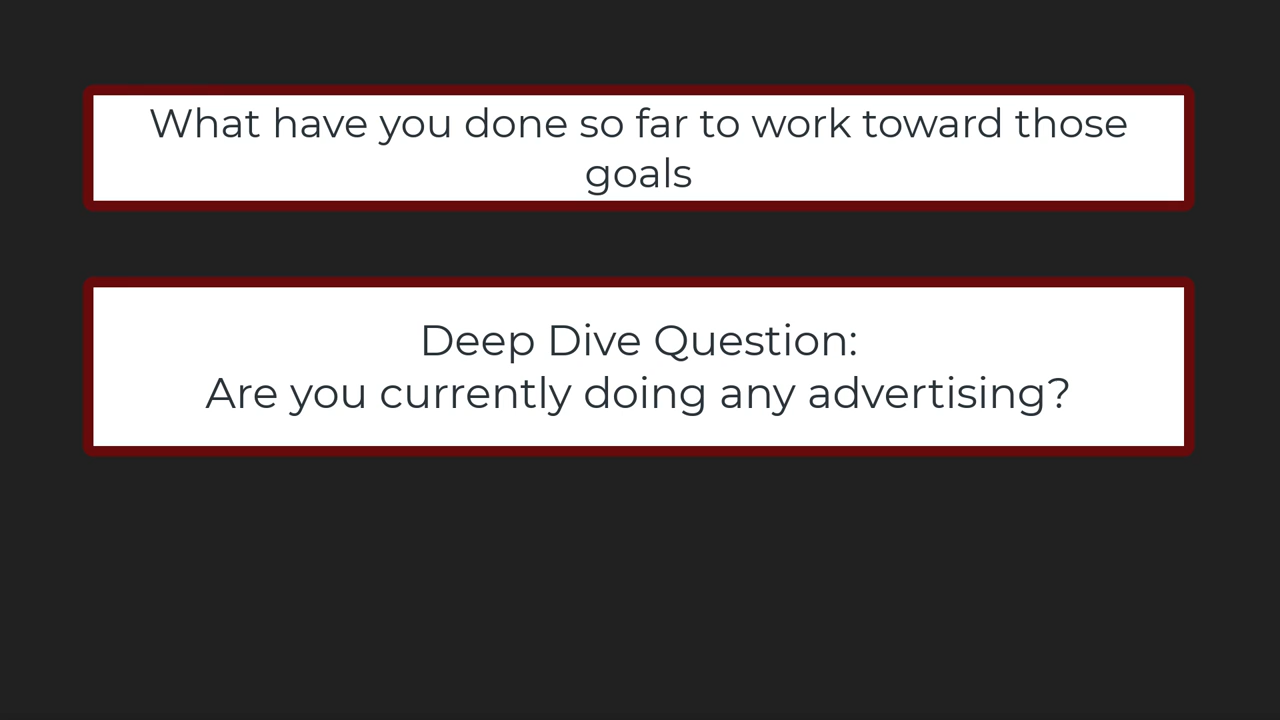 What have you done so far to work toward those
goals
Deep Dive Question:
Are you currently doing any advertising?